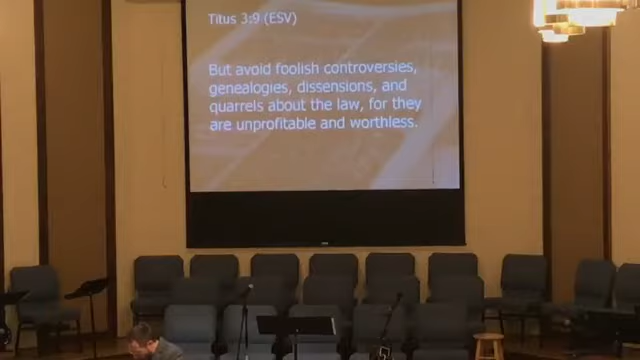 Titus 3:9 (ESV)
But avoid foolish controversies,
genealogies, dissensions, and
quarrels about the law, for they
are unprofitable and worthless.